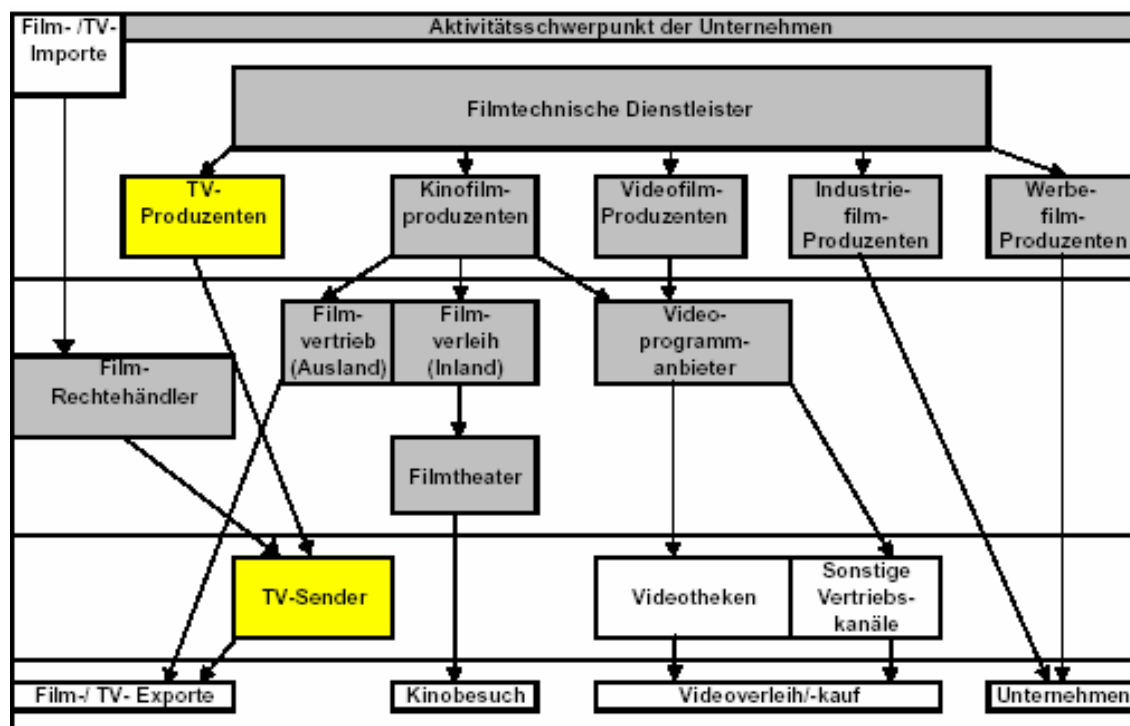 Film- /TV-
Importe
Aktivitätsschwerpunkt der Unternehmen
Filmtechnische Dienstleister
TV-
Produzenten
Kinofilm-
produzenten
Videofilm-
Produzenten
Industrie-
film-
Produzenten
Werbe-
film-
Produzenten
Film-
vertrieb
(Ausland)
Film-
verleih
(Inland)
Video-
programm-
anbieter
Film-
Rechtehändler
Filmtheater
TV-Sender
Videotheken
Sonstige
Vertriebs-
kanäle
Film-/ TV- Exporte
Kinobesuch
Videoverleih/-kauf
Unternehmen